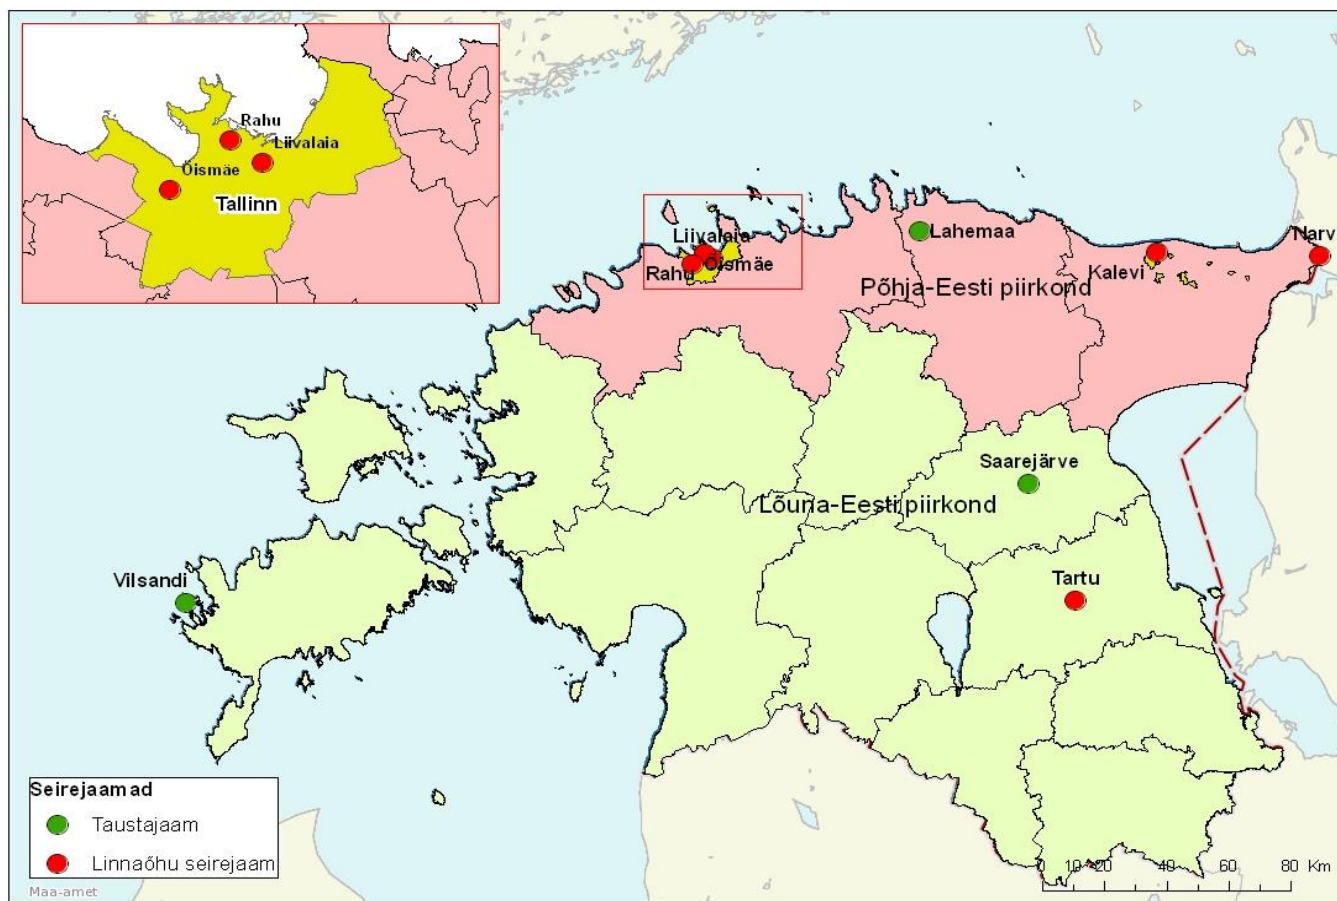 Rahu
Liivalaia
Õismäe
Tallinn
Liivalaia
Rahu
Õismäe
Lahemaa
Kalevi
Narv
Põhja-Eesti piirkond
Saarejärve
Lõuna-Eesti piirkond
Vilsandi
Tartu
Seirejaamad
Taustajaam
Linnaõhu seirejaam
Maa-amet
0 10 20 40 60 80 Km